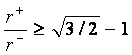 r⁺/r⁻ ≥ √(3/2) − 1